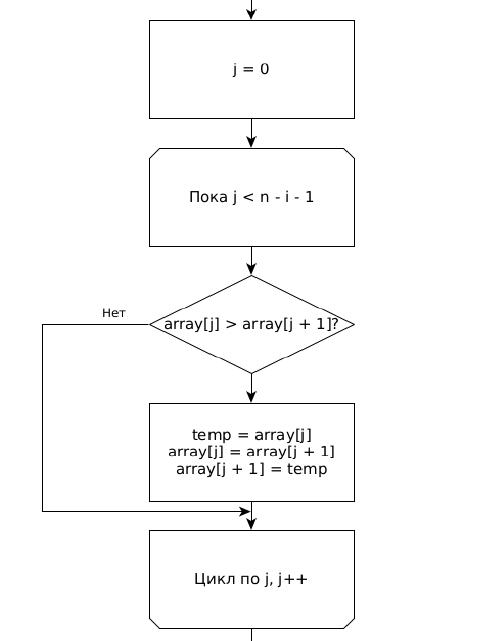 j = 0
Пока j < n - i - 1
array[j] > array[j + 1]?
Нет
temp = array[j]
array[j] = array[j + 1]
array[j + 1] = temp
Цикл по j, j++